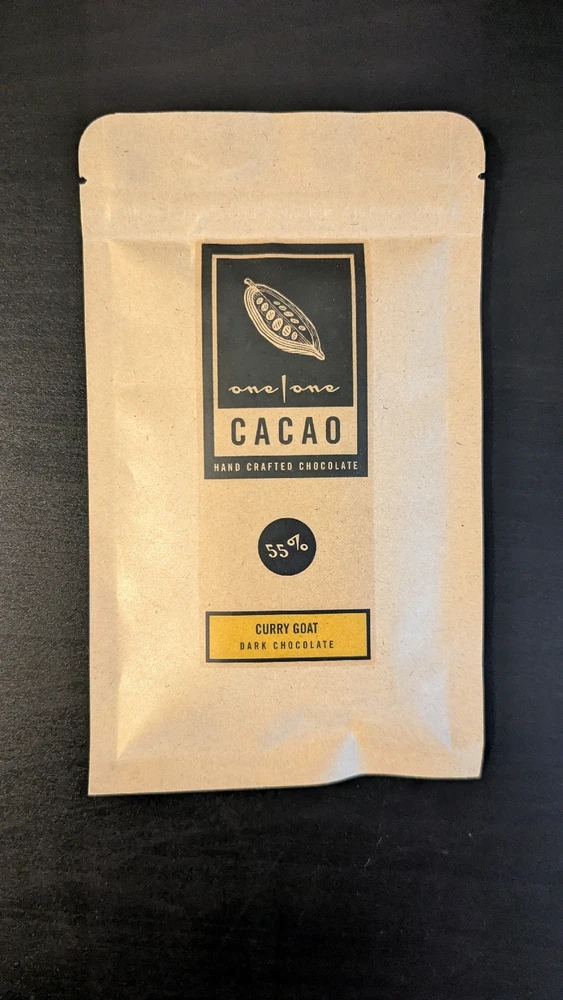 one|one
CACAO
HAND CRAFTED CHOCOLATE
55%
CURRY GOAT
DARK CHOCOLATE